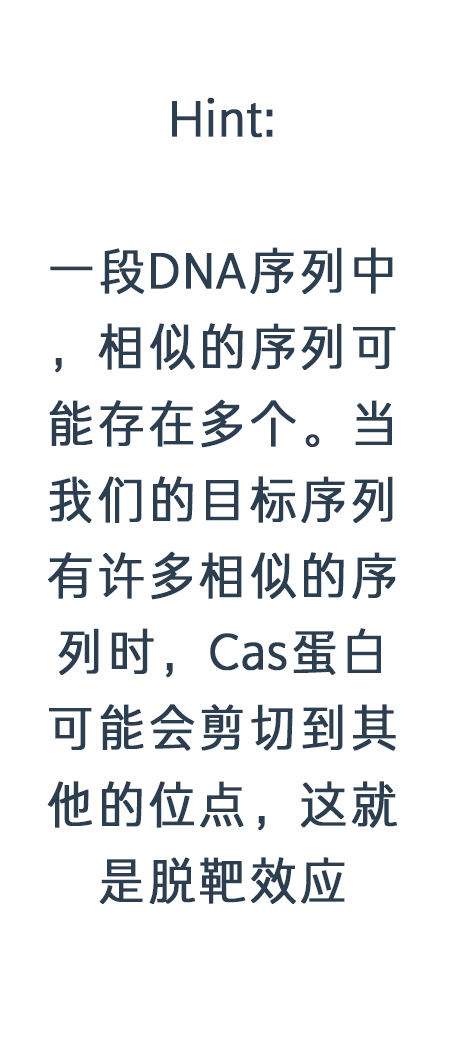 Hint:
一段DNA序列中
，相似的序列可
能存在多个。当
我们的目标序列
有许多相似的序
列时，Cas蛋白
可能会剪切到其
他的位点，这就
是脱靶效应